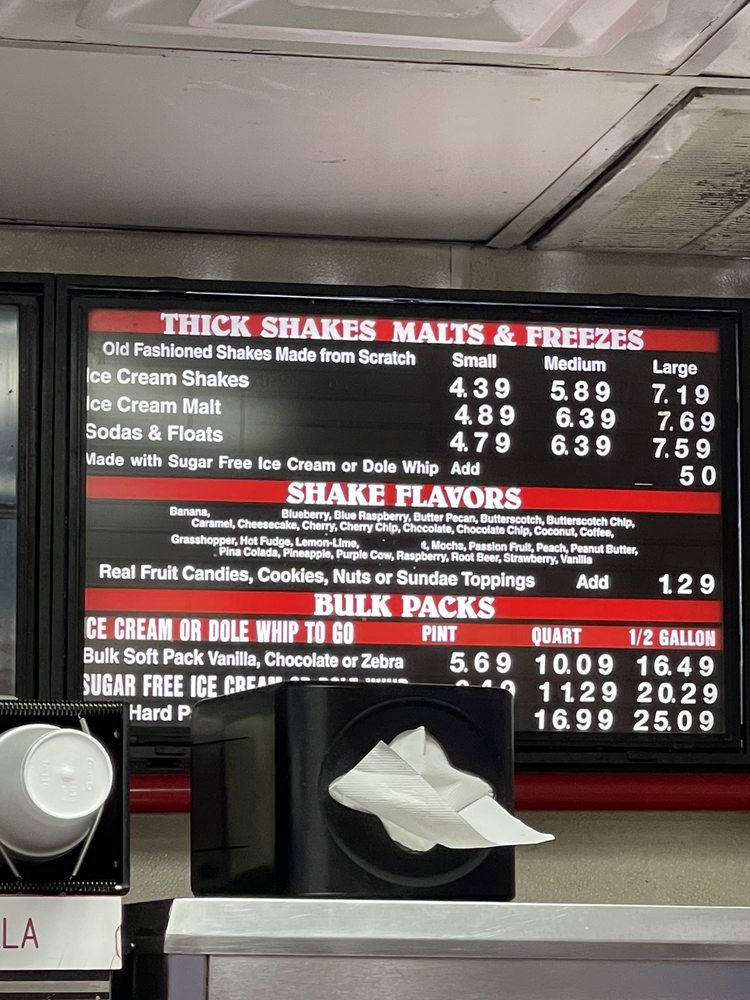 THICK SHAKES MALTS & FREEZES
Old Fashioned Shakes Made from Scratch Small Medium Large
Ice Cream Shakes 4.39 5.89 7.19
Ice Cream Malt 4.89 6.39 7.69
Sodas & Floats 4.79 6.39 7.59
Made with Sugar Free Ice Cream or Dole Whip Add 50
SHAKE FLAVORS
Banana, Blueberry, Blue Raspberry, Butter Pecan, Butterscotch, Butterscotch Chip,
Caramel, Cheesecake, Cherry, Cherry Chip, Chocolate, Chocolate Chip, Coconut, Coffee,
Grasshopper, Hot Fudge, Lemon-Lime, t, Mocha, Passion Fruit, Peach, Peanut Butter,
Pina Colada, Pineapple, Purple Cow, Raspberry, Root Beer, Strawberry, Vanilla
Real Fruit Candies, Cookies, Nuts or Sundae Toppings Add 1.29
BULK PACKS
CE CREAM OR DOLE WHIP TO GO PINT QUART 1/2 GALLON
Bulk Soft Pack Vanilla, Chocolate or Zebra 5.69 10.09 16.49
SUGAR FREE ICE CREAM OR DOLE WHIP 11.29 20.29
Hard P 16.99 25.09
LA